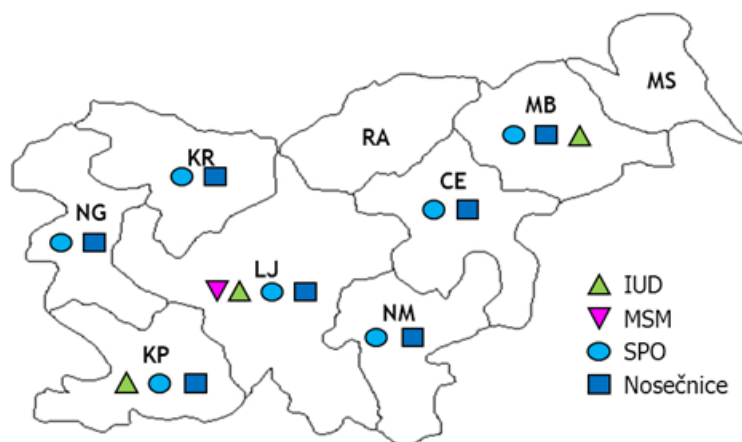 MS
MB
RA
KR
CE
NG
LJ
NM
KP
IUD
MSM
SPO
Nosečnice